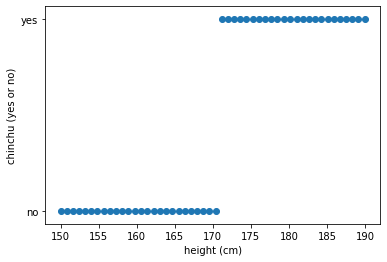 yes
no
chinchu (yes or no)
150 155 160 165 170 175 180 185 190
height (cm)